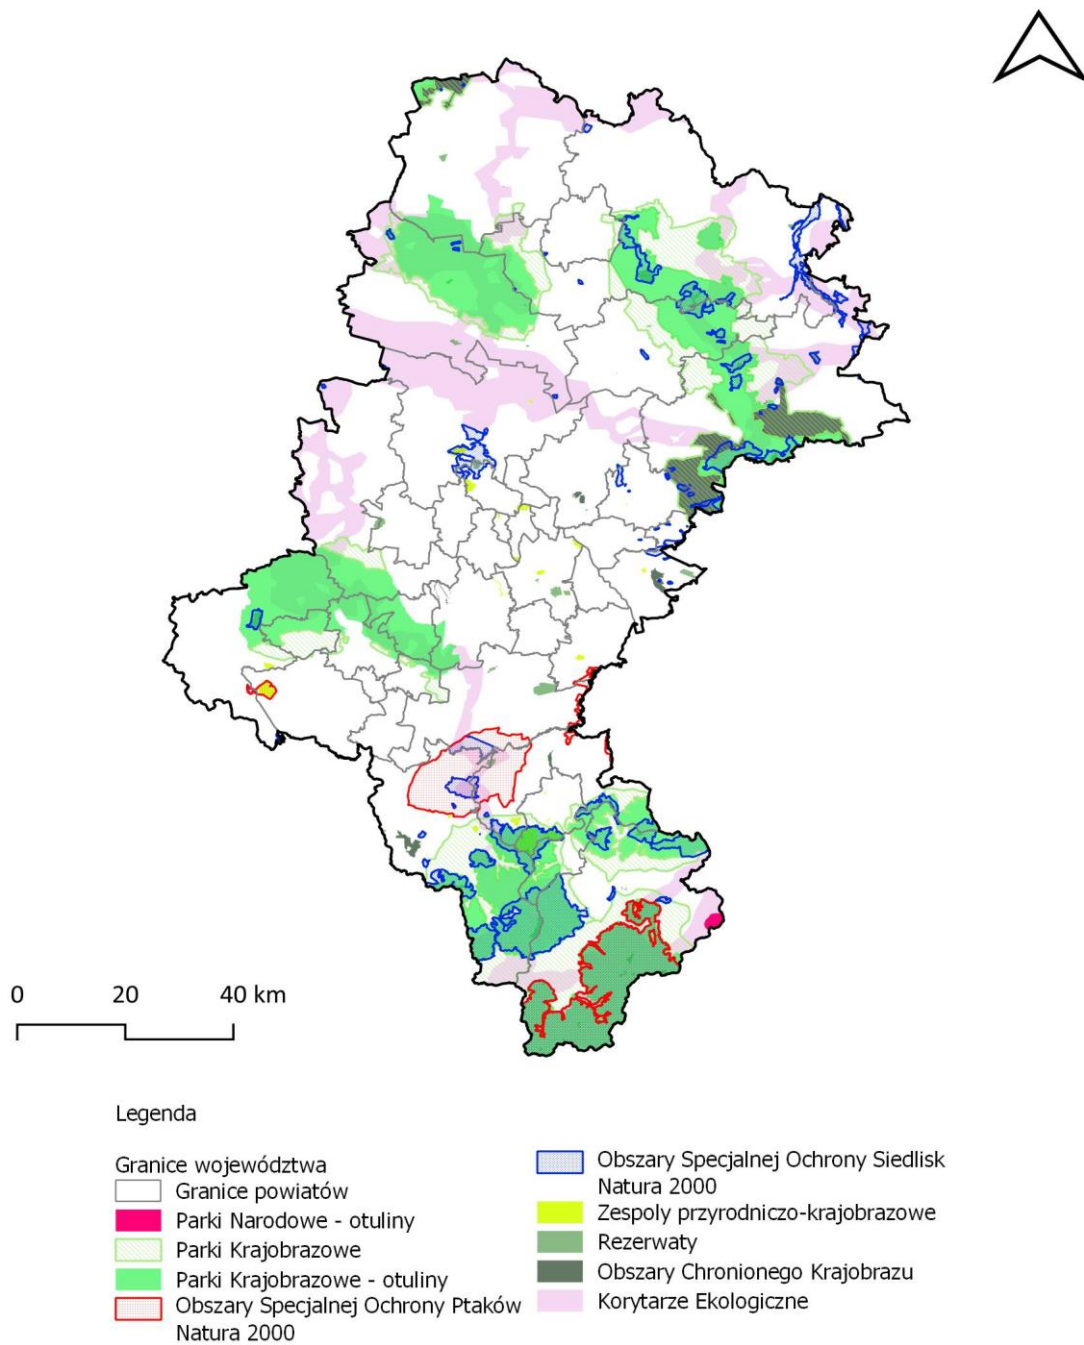 0 20 40 km
Legenda
Granice województwa
Granice powiatów
Parki Narodowe - otuliny
Parki Krajobrazowe
Parki Krajobrazowe - otuliny
Obszary Specjalnej Ochrony Ptaków
Natura 2000
Obszary Specjalnej Ochrony Siedlisk
Natura 2000
Zespoly przyrodniczo-krajobrazowe
Rezerwaty
Obszary Chronionego Krajobrazu
Korytarze Ekologiczne